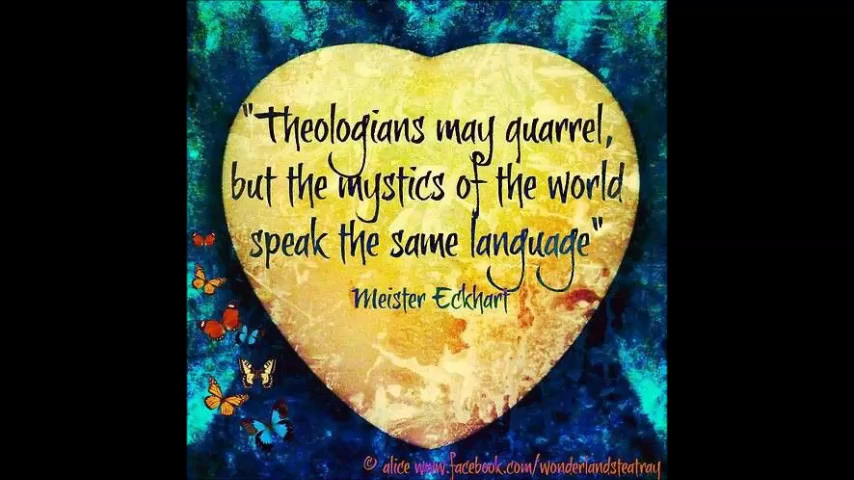 "Theologians may quarrel,
but the mystics of the world
speak the same language"
Meister Eckhart
© alice www.facebook.com/wonderlandsteatray